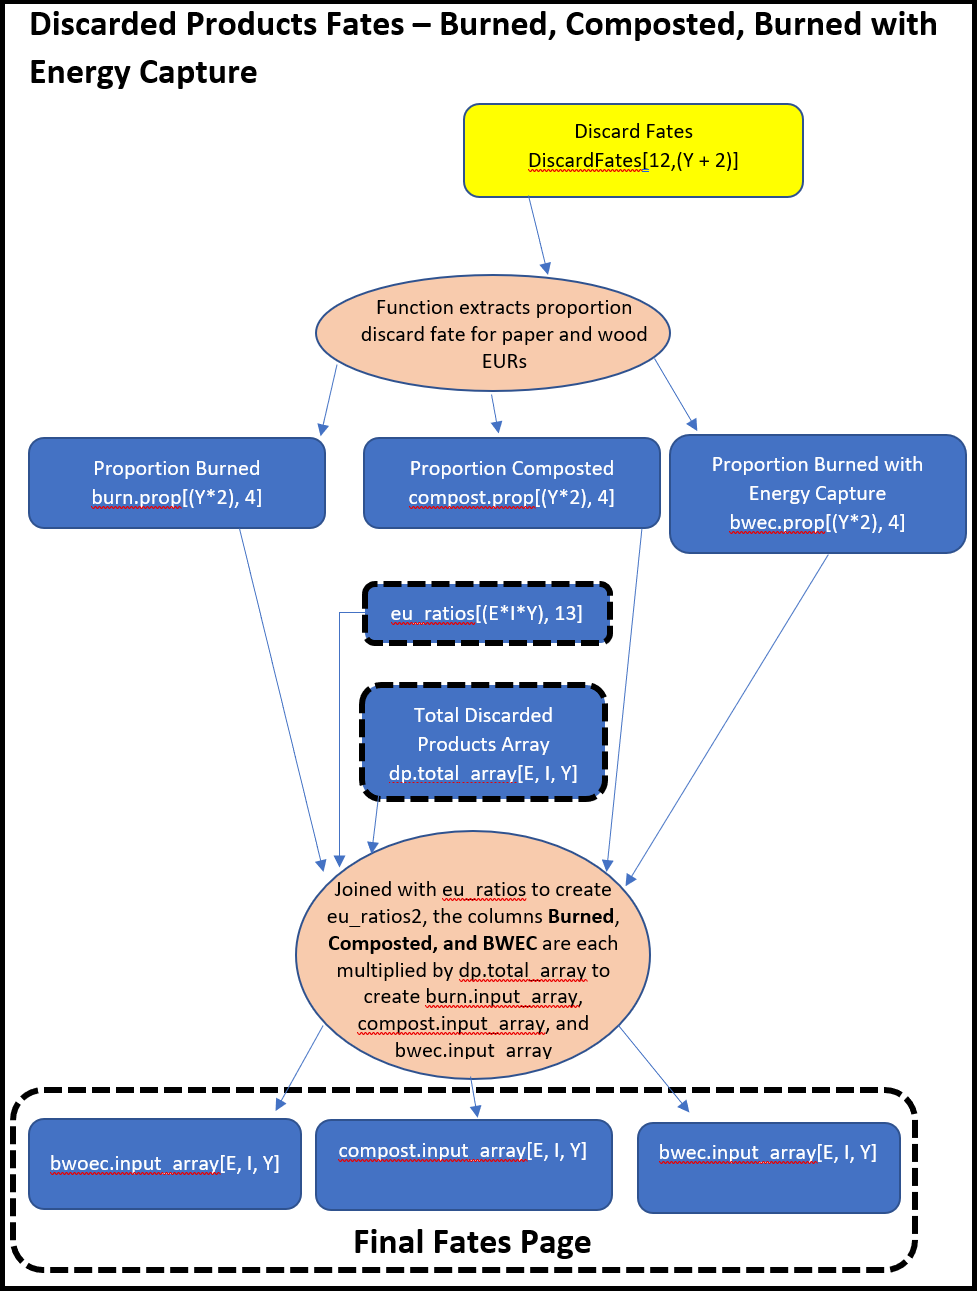 Discarded Products Fates – Burned, Composted, Burned with
Energy Capture
Discard Fates
DiscardFates[12,(Y + 2)]
Function extracts proportion
discard fate for paper and wood
EURs
Proportion Burned
burn.prop[(Y*2), 4]
Proportion Composted
compost.prop[(Y*2), 4]
Proportion Burned with
Energy Capture
bwec.prop[(Y*2), 4]
eu_ratios[(E*I*Y), 13]
Total Discarded
Products Array
dp.total_array[E, I, Y]
Joined with eu_ratios to create
eu_ratios2, the columns Burned,
Composted, and BWEC are each
multiplied by dp.total_array to
create burn.input_array,
compost.input_array, and
bwec.input_array
bwoec.input_array[E, I, Y]
compost.input_array[E, I, Y]
bwec.input_array[E, I, Y]
Final Fates Page